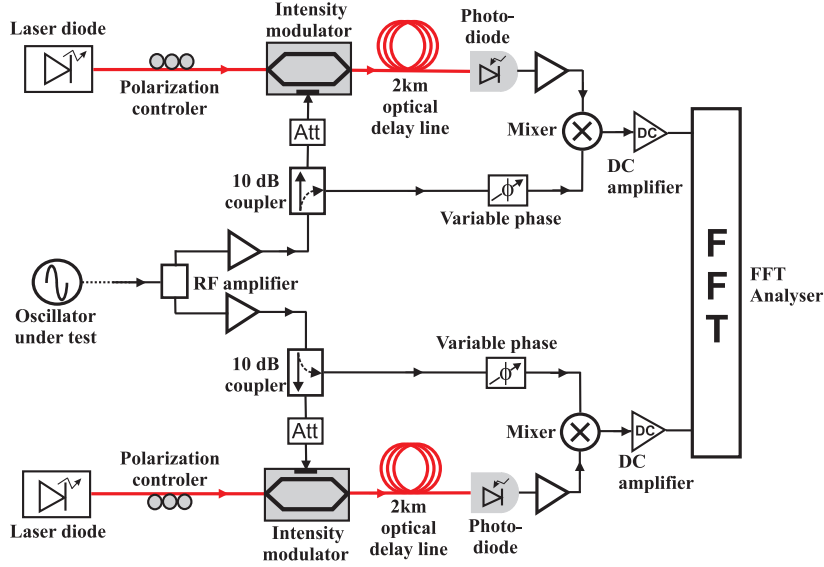 Laser diode
Polarization
controler
Intensity
modulator
2km
optical
delay line
Photo-
diode
Att
Mixer
DC
DC
amplifier
10 dB
coupler
ϕ
Variable phase
RF amplifier
Oscillator
under test
F
F
T
FFT
Analyser
10 dB
coupler
Variable phase
ϕ
Att
Mixer
DC
DC
amplifier
Polarization
controler
Laser diode
Intensity
modulator
2km
optical
delay line
Photo-
diode